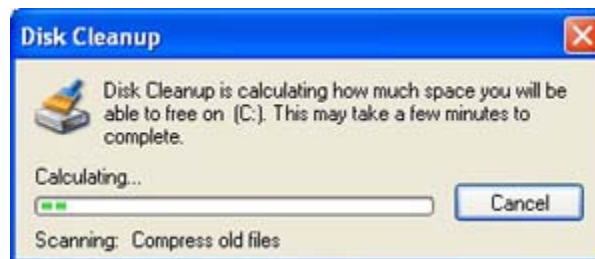 Disk Cleanup
Disk Cleanup is calculating how much space you will be
able to free on (C:). This may take a few minutes to
complete.
Calculating...
Cancel
Scanning: Compress old files